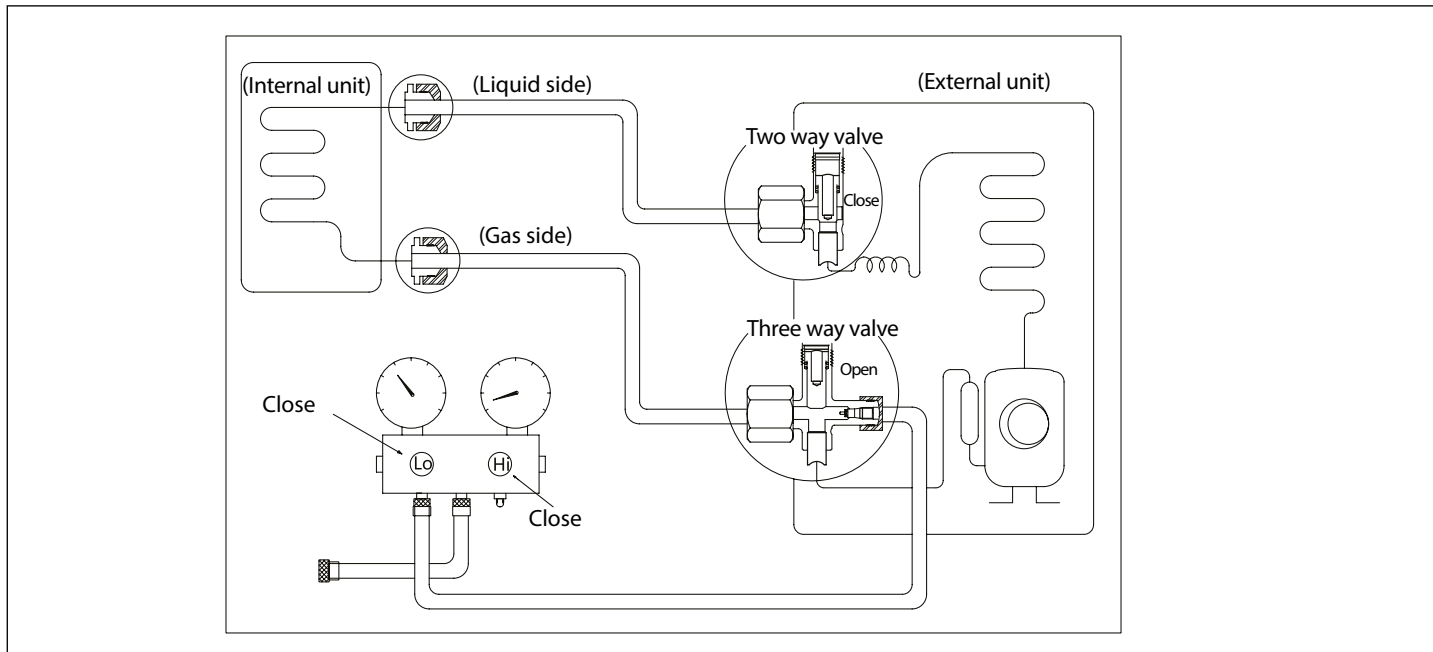 (Internal unit)
(Liquid side)
(External unit)
Two way valve
Close
(Gas side)
Three way valve
Open
Close
Lo
Hi
Close